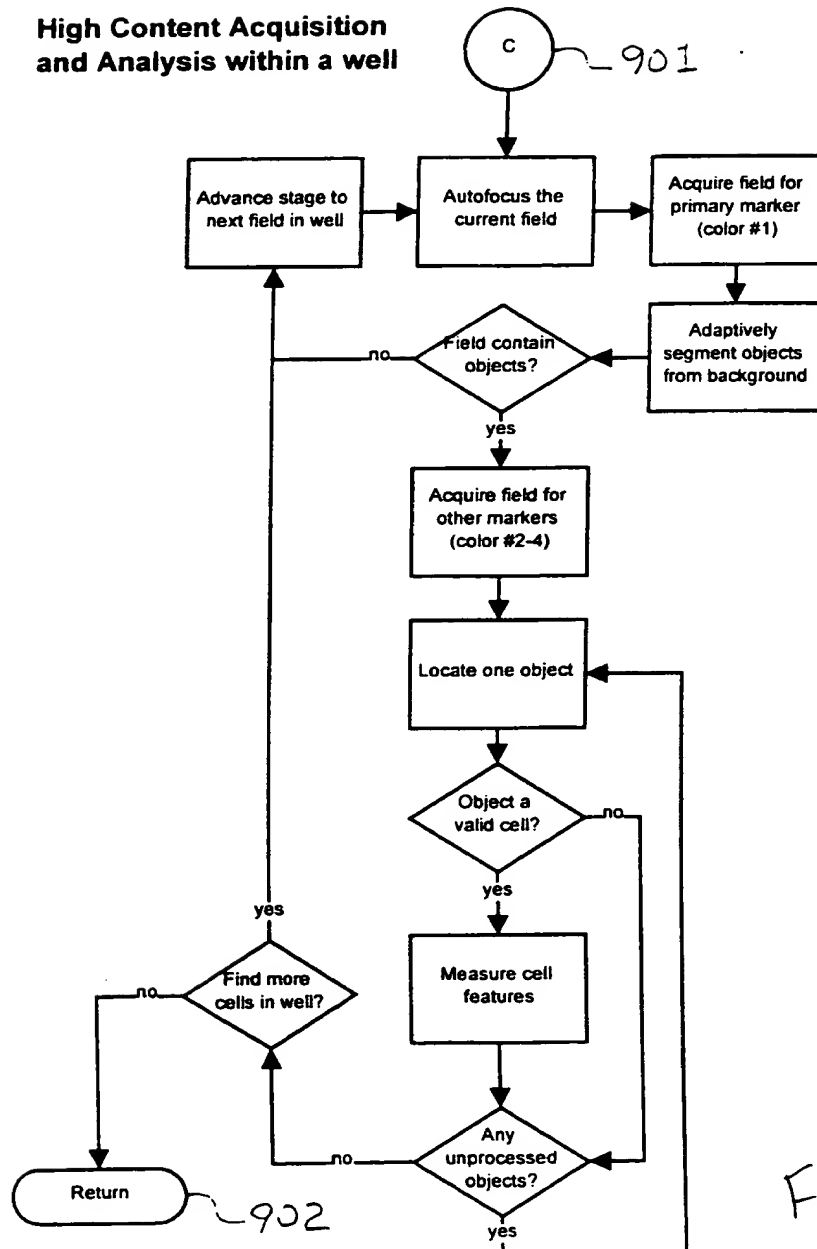 High Content Acquisition
and Analysis within a well
C
901
Advance stage to
next field in well
Autofocus the
current field
Acquire field for
primary marker
(color #1)
Adaptively
segment objects
from background
Field contain
objects?
no
yes
Acquire field for
other markers
(color #2-4)
Locate one object
Object a
valid cell?
no
yes
Measure cell
features
yes
Find more
cells in well?
no
Any
unprocessed
objects?
no
yes
Return
902
F